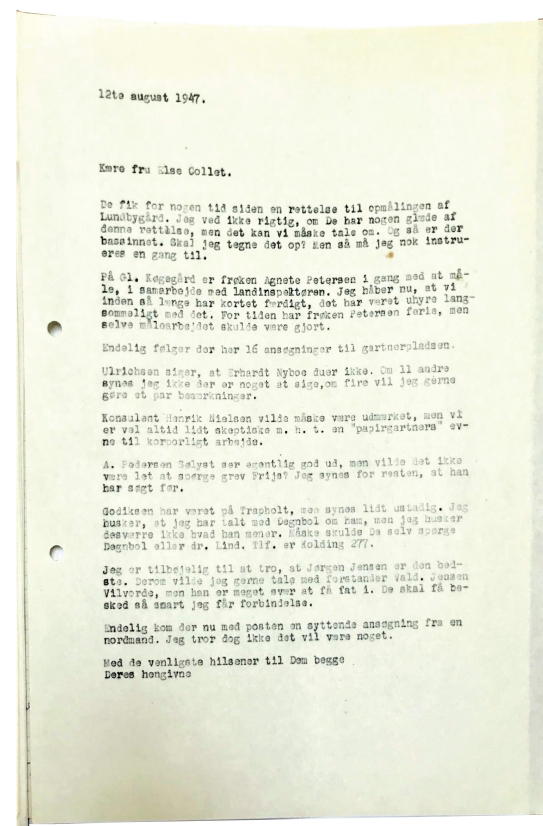 12te august 1947.
Kære fru Else Collet.
De fik for nogen tid siden en rettelse til opmålingen af
Lundbygård. Jeg ved ikke rigtig, om De har nogen glæde af
denne rettelse, men det kan vi måske tale om. Og så er der
bassinnet. Skal jeg tegne det op? Men så må jeg nok instru-
eres en gang til.
På Gl. Køgegård er frøken Agnete Petersen i gang med at må-
le, i samarbejde med landinspektøren. Jeg håber nu, at vi
inden så længe har kortet færdigt, det har været uhyre lang-
sommeligt med det. For tiden har frøken Petersen ferie, men
selve målearbejdet skulde være gjort.
Endelig følger der her 16 ansøgninger til gartnerpladsen.
Ulrichsen siger, at Erhardt Nyboe duer ikke. Om 11 andre
synes jeg ikke der er noget at sige,om fire vil jeg gerne
gøre et par bemærkninger.
Konsulent Henrik Nielsen vilde måske være udmærket, men vi
er vel altid lidt skeptiske m. h. t. en "papirgartners" ev-
ne til korporligt arbejde.
A. Pedersen Sølyst ser egentlig god ud, men vilde det ikke
være let at spørge grev Frijs? Jeg synes for resten, at han
har søgt før.
Godiksen har været på Trapholt, men synes lidt ustadig. Jeg
husker, at jeg har talt med Døgnbol om ham, men jeg husker
desværre ikke hvad han mener. Måske skulde De selv spørge
Døgnbol eller dr. Lind. Tlf. er Kolding 277.
Jeg er tilbøjelig til at tro, at Jørgen Jensen er den bed-
ste. Derom vilde jeg gerne tale med forstander Vald. Jensen
Vilvorde, men han er meget svær at få fat i. De skal få be-
sked så snart jeg får forbindelse.
Endelig kom der nu med posten en syttende ansøgning fra en
nordmand. Jeg tror dog ikke det vil være noget.
Med de venligste hilsener til Dem begge
Deres hengivne